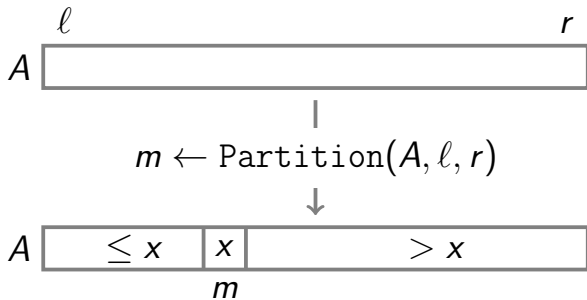 ℓ r
A
m ← Partition(A, ℓ, r)
A ≤ x x > x
m